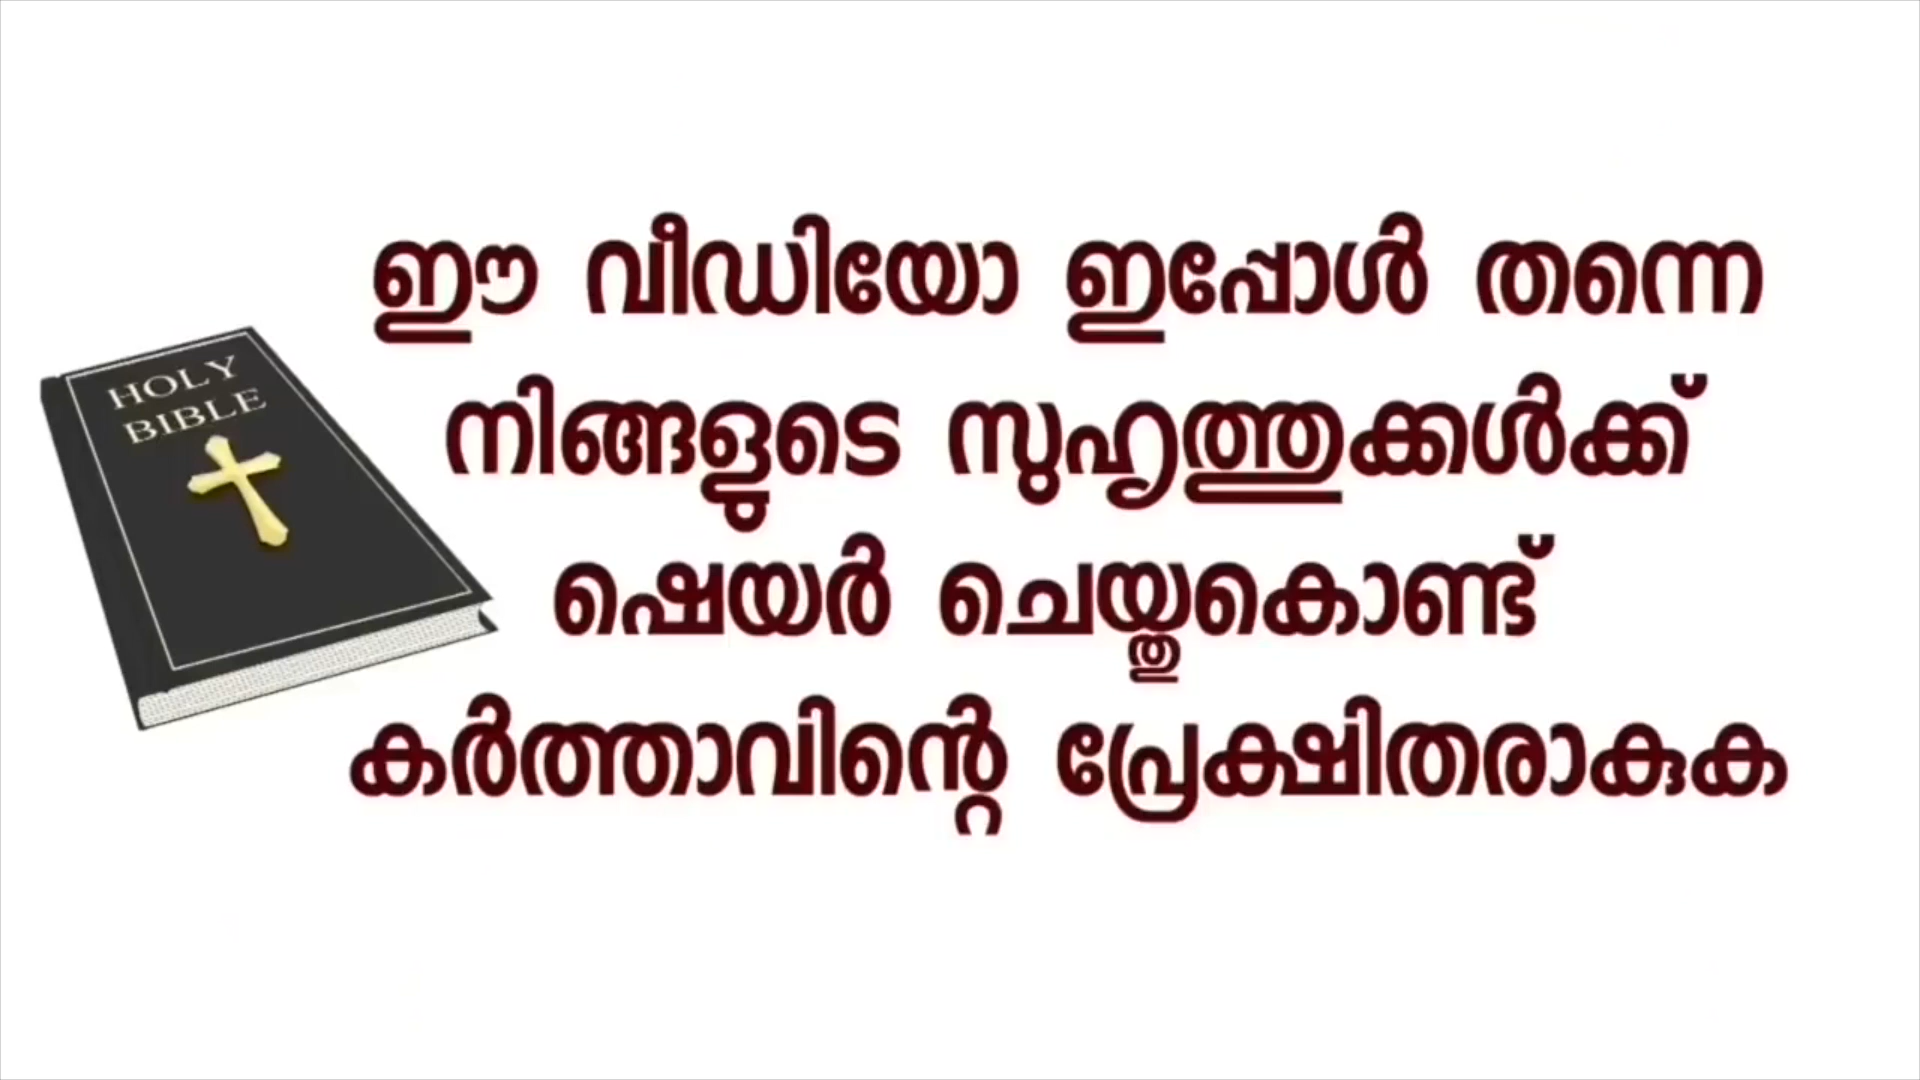 HOLY
BIBLE
ഈ വീഡിയോ ഇപ്പോൾ തന്നെ
നിങ്ങളുടെ സുഹൃത്തുക്കൾക്ക്
ഷെയർ ചെയ്തുകൊണ്ട്
കർത്താവിന്റെ പ്രേക്ഷിതരാകുക